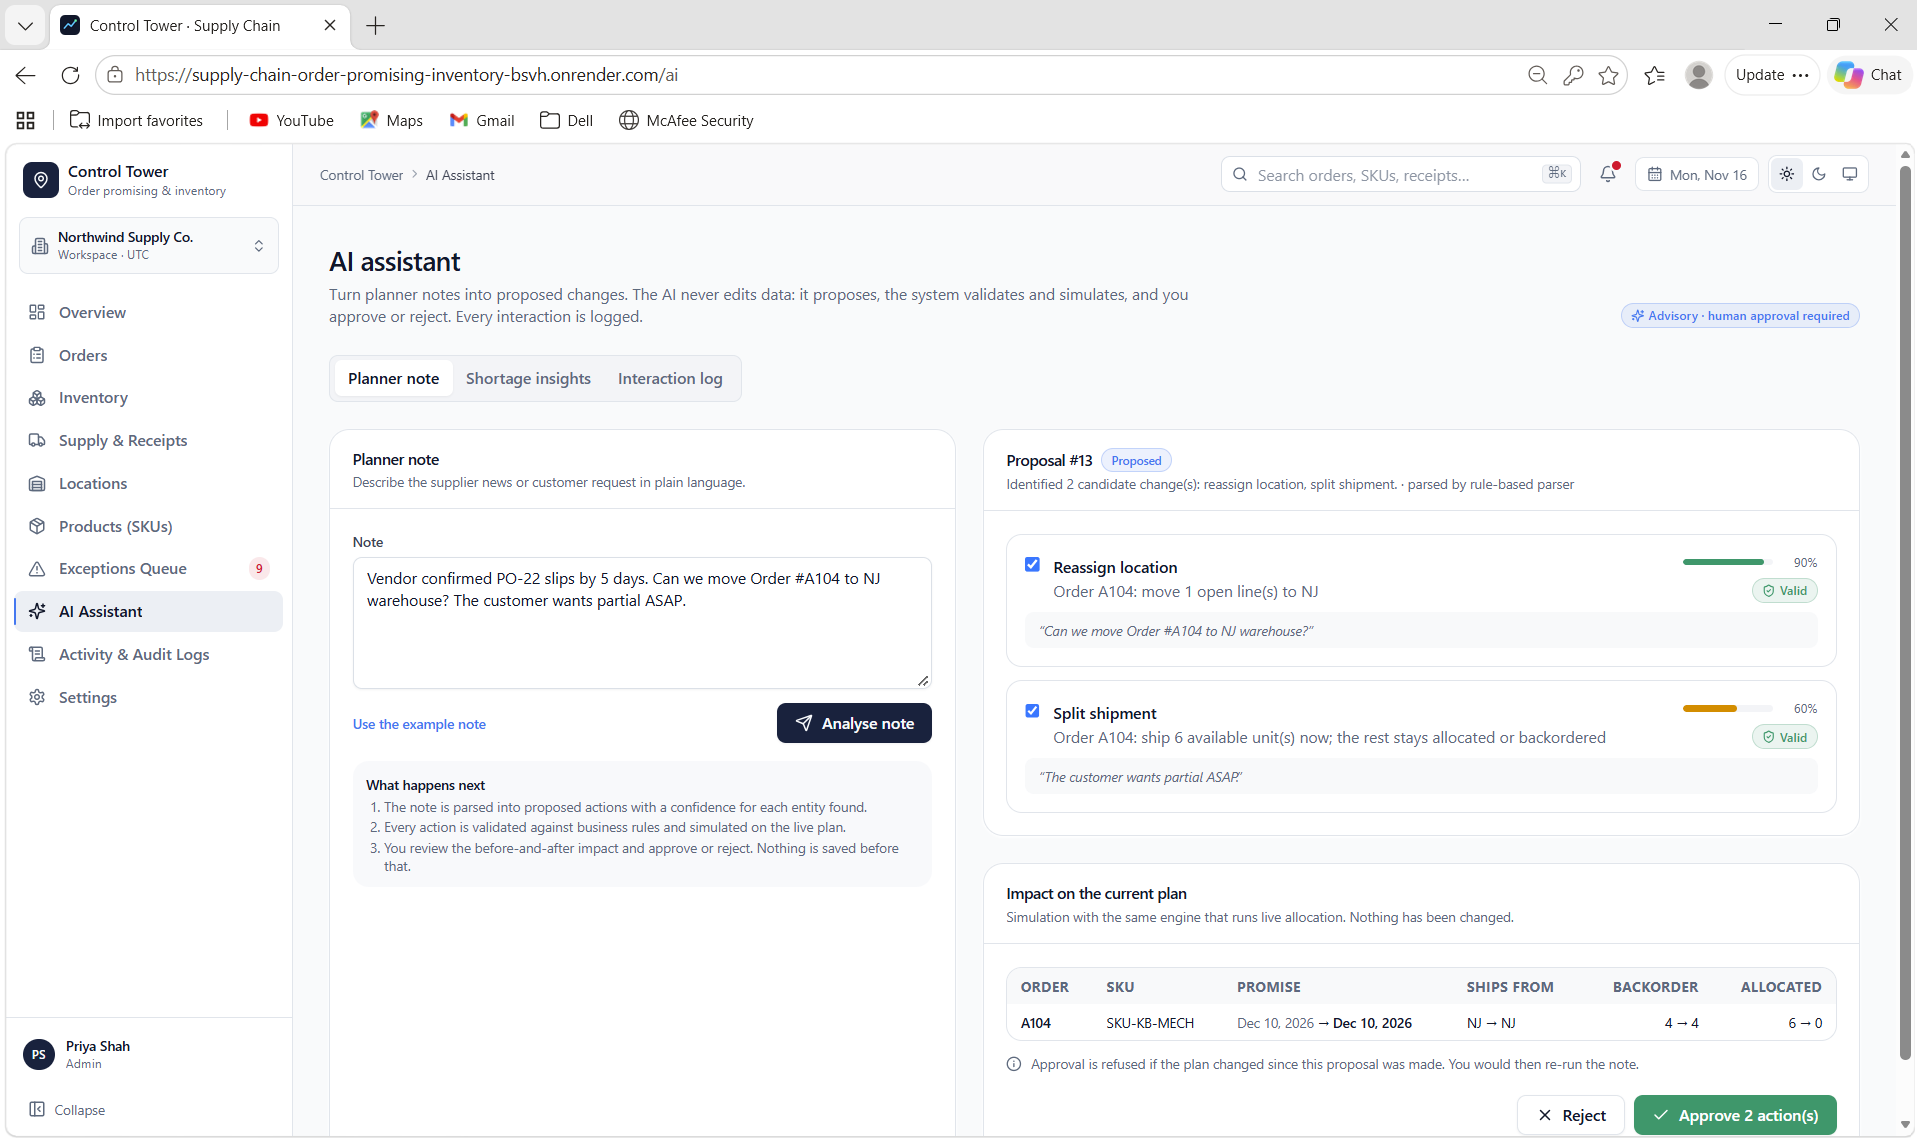 Control Tower · Supply Chain
https://supply-chain-order-promising-inventory-bsvh.onrender.com/ai
Update
Chat
Import favorites
YouTube
Maps
Gmail
Dell
McAfee Security
Control Tower
Order promising & inventory
Northwind Supply Co.
Workspace · UTC
Overview
Orders
Inventory
Supply & Receipts
Locations
Products (SKUs)
Exceptions Queue 9
AI Assistant
Activity & Audit Logs
Settings
PS
Priya Shah
Admin
Collapse
Control Tower > AI Assistant
Search orders, SKUs, receipts... ⌘K
Mon, Nov 16
AI assistant
Turn planner notes into proposed changes. The AI never edits data: it proposes, the system validates and simulates, and you
approve or reject. Every interaction is logged.
Advisory · human approval required
Planner note Shortage insights Interaction log
Planner note
Describe the supplier news or customer request in plain language.
Note
Vendor confirmed PO-22 slips by 5 days. Can we move Order #A104 to NJ
warehouse? The customer wants partial ASAP.
Use the example note
Analyse note
What happens next
1. The note is parsed into proposed actions with a confidence for each entity found.
2. Every action is validated against business rules and simulated on the live plan.
3. You review the before-and-after impact and approve or reject. Nothing is saved before
that.
Proposal #13 Proposed
Identified 2 candidate change(s): reassign location, split shipment. · parsed by rule-based parser
Reassign location 90%
Order A104: move 1 open line(s) to NJ Valid
“Can we move Order #A104 to NJ warehouse?”
Split shipment 60%
Order A104: ship 6 available unit(s) now; the rest stays allocated or backordered Valid
“The customer wants partial ASAP.”
Impact on the current plan
Simulation with the same engine that runs live allocation. Nothing has been changed.
ORDER SKU PROMISE SHIPS FROM BACKORDER ALLOCATED
A104 SKU-KB-MECH Dec 10, 2026 → Dec 10, 2026 NJ → NJ 4 → 4 6 → 0
Approval is refused if the plan changed since this proposal was made. You would then re-run the note.
Reject
Approve 2 action(s)